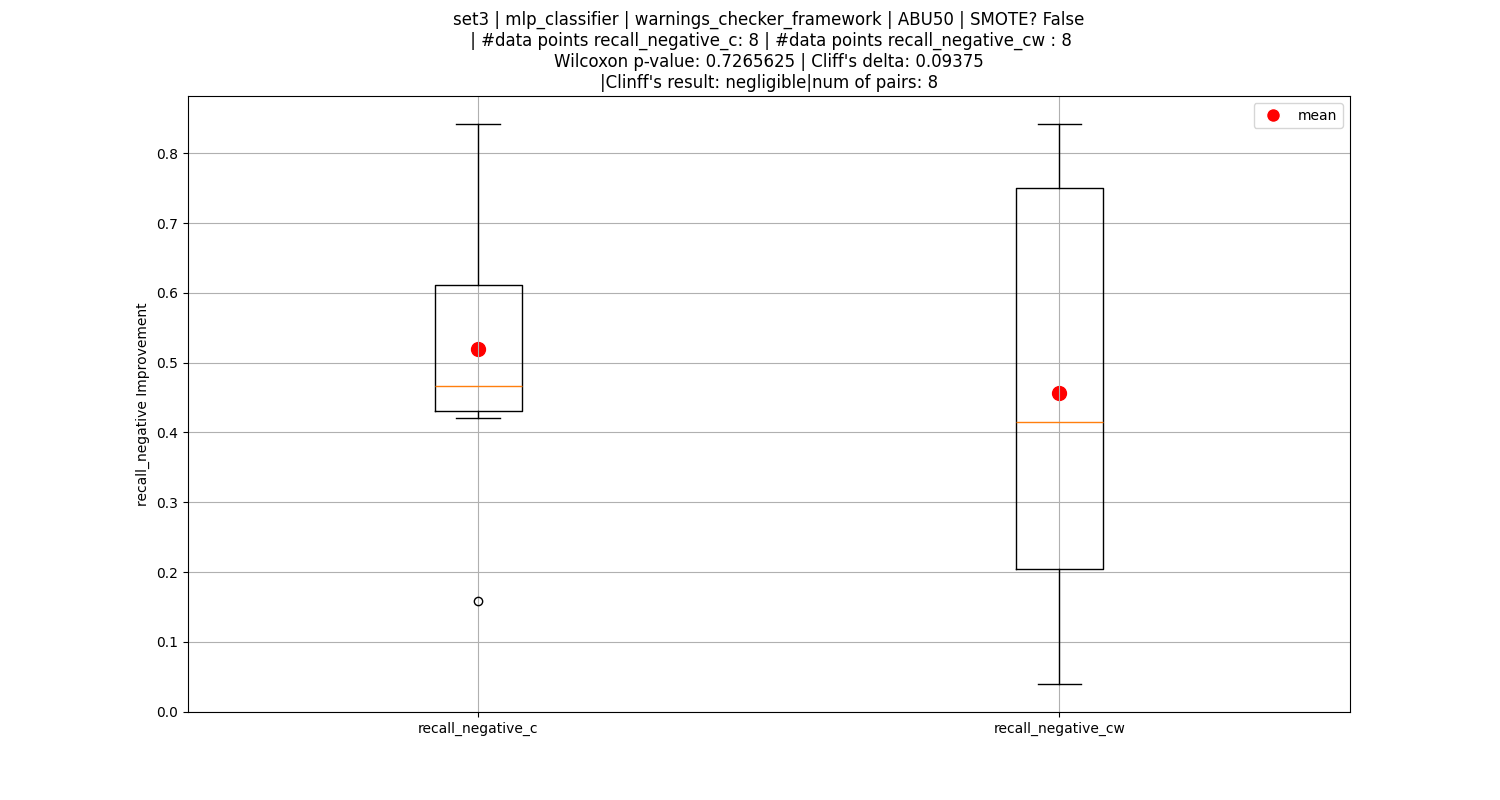 set3 | mlp_classifier | warnings_checker_framework | ABU50 | SMOTE? False
| #data points recall_negative_c: 8 | #data points recall_negative_cw : 8
Wilcoxon p-value: 0.7265625 | Cliff's delta: 0.09375
|Clinff's result: negligible|num of pairs: 8
mean
0.8
0.7
0.6
0.5
0.4
0.3
0.2
0.1
0.0
recall_negative Improvement
recall_negative_c
recall_negative_cw